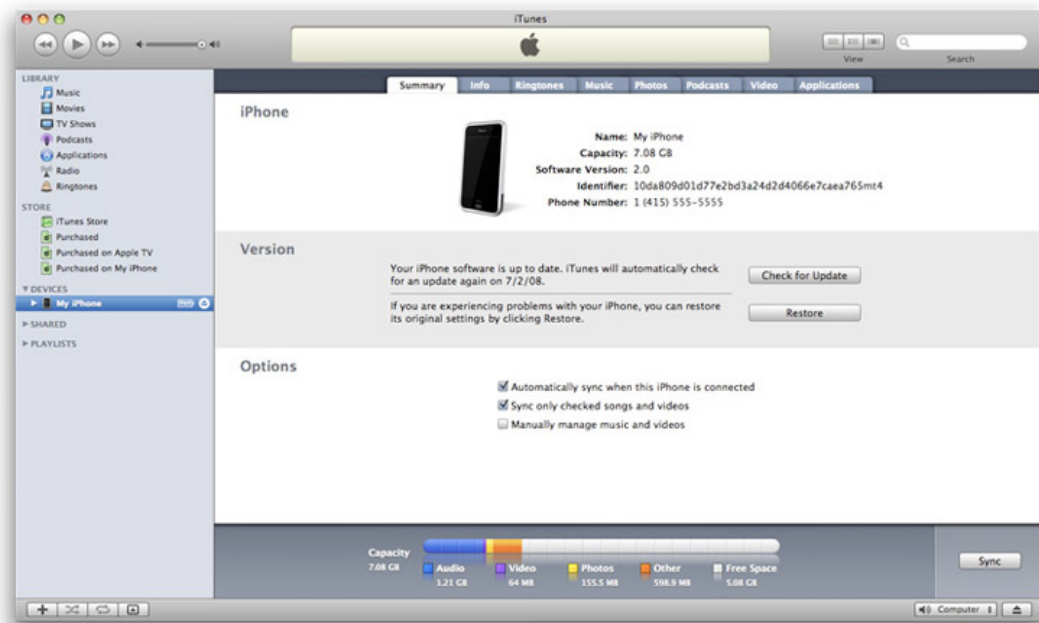 iTunes
View
Search
LIBRARY
Music
Movies
TV Shows
Podcasts
Applications
Radio
Ringtones
STORE
iTunes Store
Purchased
Purchased on Apple TV
Purchased on My iPhone
DEVICES
My iPhone
SHARED
PLAYLISTS
Summary Info Ringtones Music Photos Podcasts Video Applications
iPhone
Name: My iPhone
Capacity: 7.08 GB
Software Version: 2.0
Identifier: 10da809d01d77e2bd3a24d2d4066e7caea765mt4
Phone Number: 1 (415) 555-5555
Version
Your iPhone software is up to date. iTunes will automatically check
for an update again on 7/2/08.
Check for Update
If you are experiencing problems with your iPhone, you can restore
its original settings by clicking Restore.
Restore
Options
Automatically sync when this iPhone is connected
Sync only checked songs and videos
Manually manage music and videos
Capacity
7.08 GB
Audio
1.21 GB
Video
64 MB
Photos
155.5 MB
Other
598.9 MB
Free Space
5.08 GB
Sync
Computer